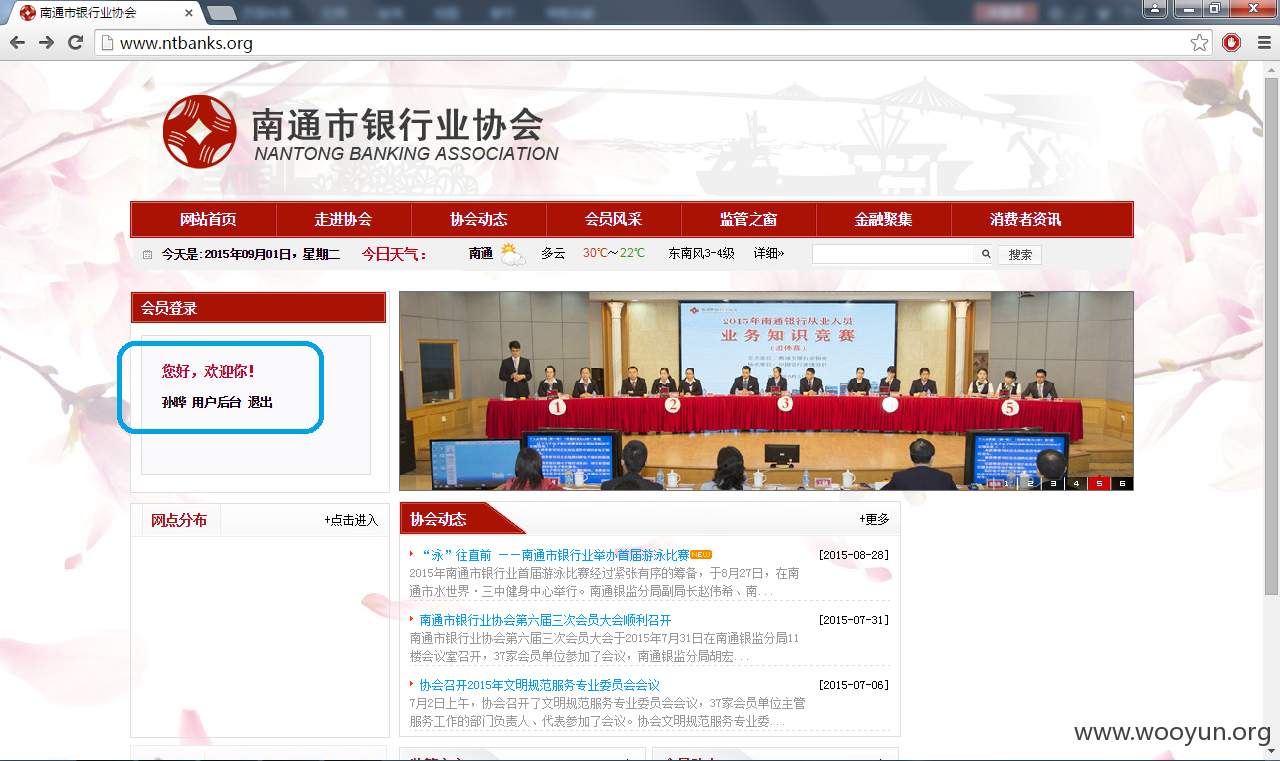 南通市银行业协会
www.ntbanks.org
南通市银行业协会
NANTONG BANKING ASSOCIATION
网站首页 走进协会 协会动态 会员风采 监管之窗 金融聚集 消费者资讯
今天是:2015年09月01日，星期二 今日天气： 南通 多云 30℃～22℃ 东南风3-4级 详细» 搜索
会员登录
您好，欢迎你!
孙晔 用户后台 退出
2015年南通银行从业人员
业务知识竞赛
1 2 3 5
1 2 3 4 5 6
网点分布 +点击进入
协会动态 +更多
“泳”往直前 －－南通市银行业举办首届游泳比赛 NEW [2015-08-28]
2015年南通市银行业首届游泳比赛经过紧张有序的筹备，于8月27日，在南
通市水世界·三中健身中心举行。南通银监分局副局长赵伟希、南...
南通市银行业协会第六届三次会员大会顺利召开 [2015-07-31]
南通市银行业协会第六届三次会员大会于2015年7月31日在南通银监分局11
楼会议室召开，37家会员单位参加了会议，南通银监分局胡宏...
协会召开2015年文明规范服务专业委员会会议 [2015-07-06]
7月2日上午，协会召开了文明规范服务专业委员会会议，37家会员单位主管
服务工作的部门负责人、代表参加了会议。协会文明规范服务专业委...
www.wooyun.org